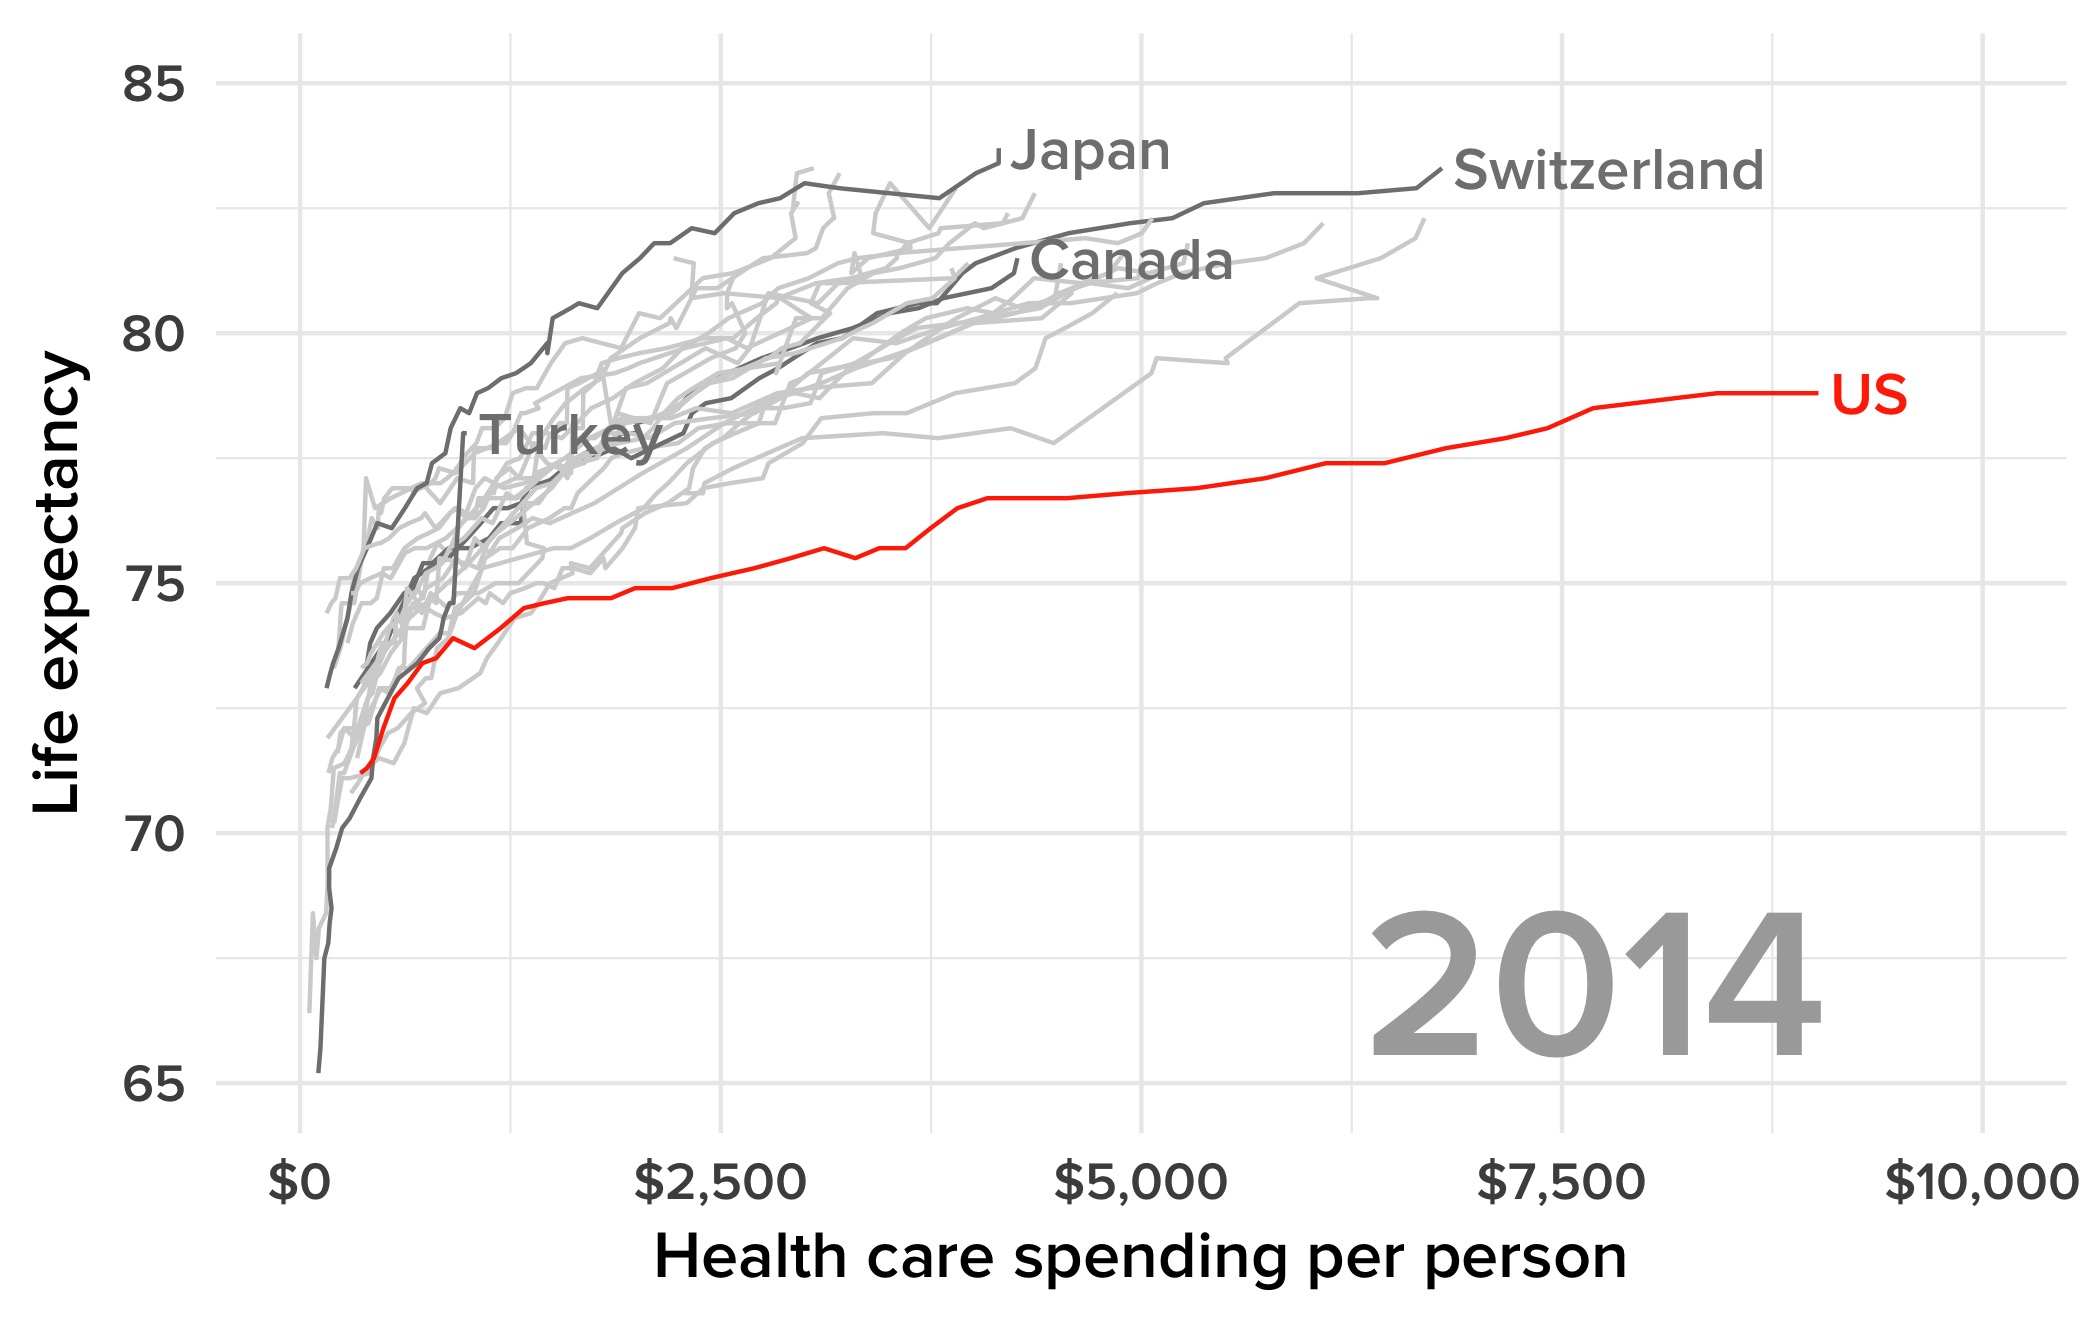 85
Japan
Switzerland
Canada
80
US
Turkey
Life expectancy
75
70
2014
65
$0
$2,500
$5,000
$7,500
$10,000
Health care spending per person